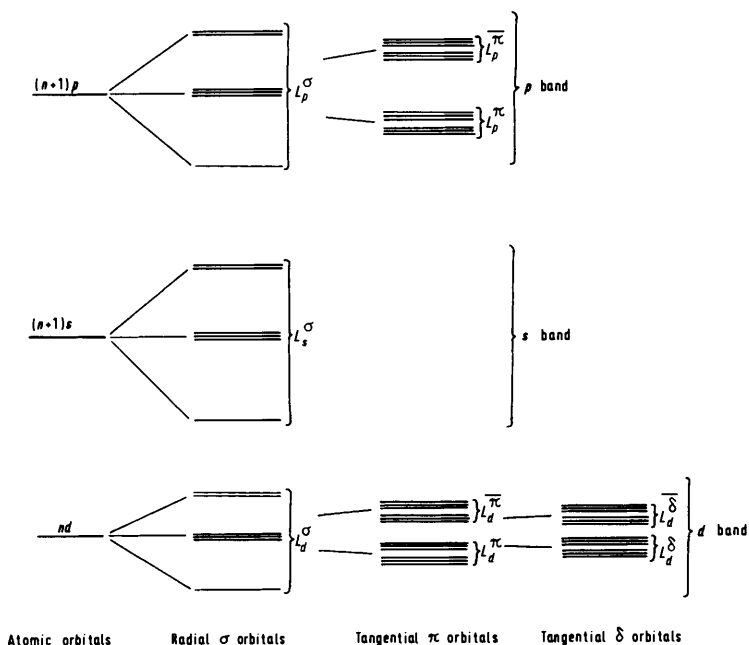 (n+1)p
L_p^σ
L_p^π̅
L_p^π
p band
(n+1)s
L_s^σ
s band
nd
L_d^σ
L_d^π̅
L_d^π
L_d^δ̅
L_d^δ
d band
Atomic orbitals
Radial σ orbitals
Tangential π orbitals
Tangential δ orbitals